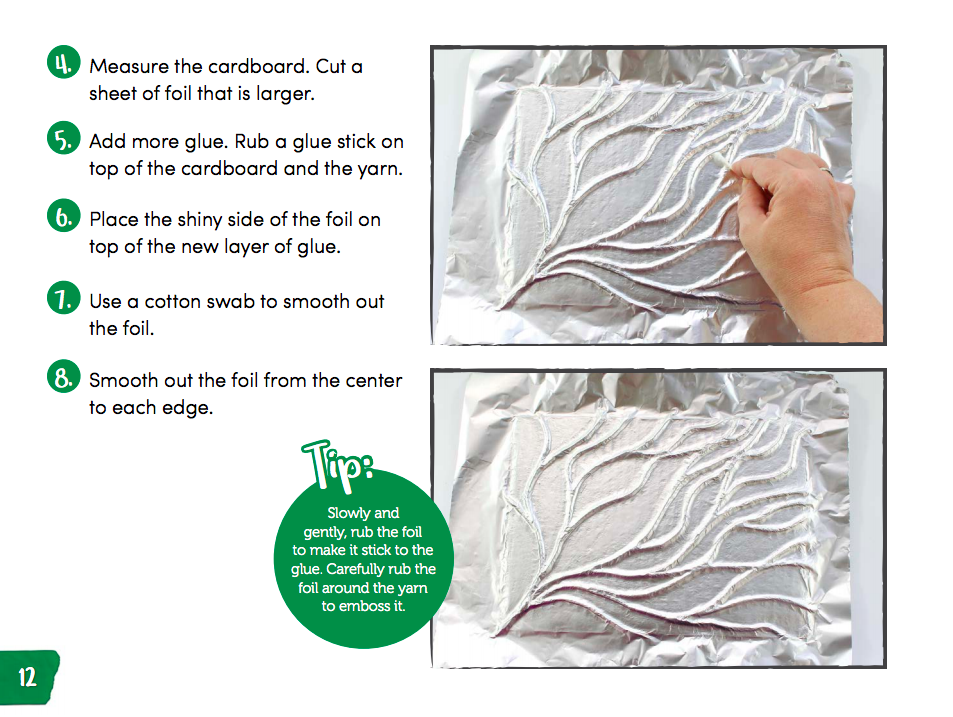 4. Measure the cardboard. Cut a
sheet of foil that is larger.
5. Add more glue. Rub a glue stick on
top of the cardboard and the yarn.
6. Place the shiny side of the foil on
top of the new layer of glue.
7. Use a cotton swab to smooth out
the foil.
8. Smooth out the foil from the center
to each edge.
Tip:
Slowly and
gently, rub the foil
to make it stick to the
glue. Carefully rub the
foil around the yarn
to emboss it.
12